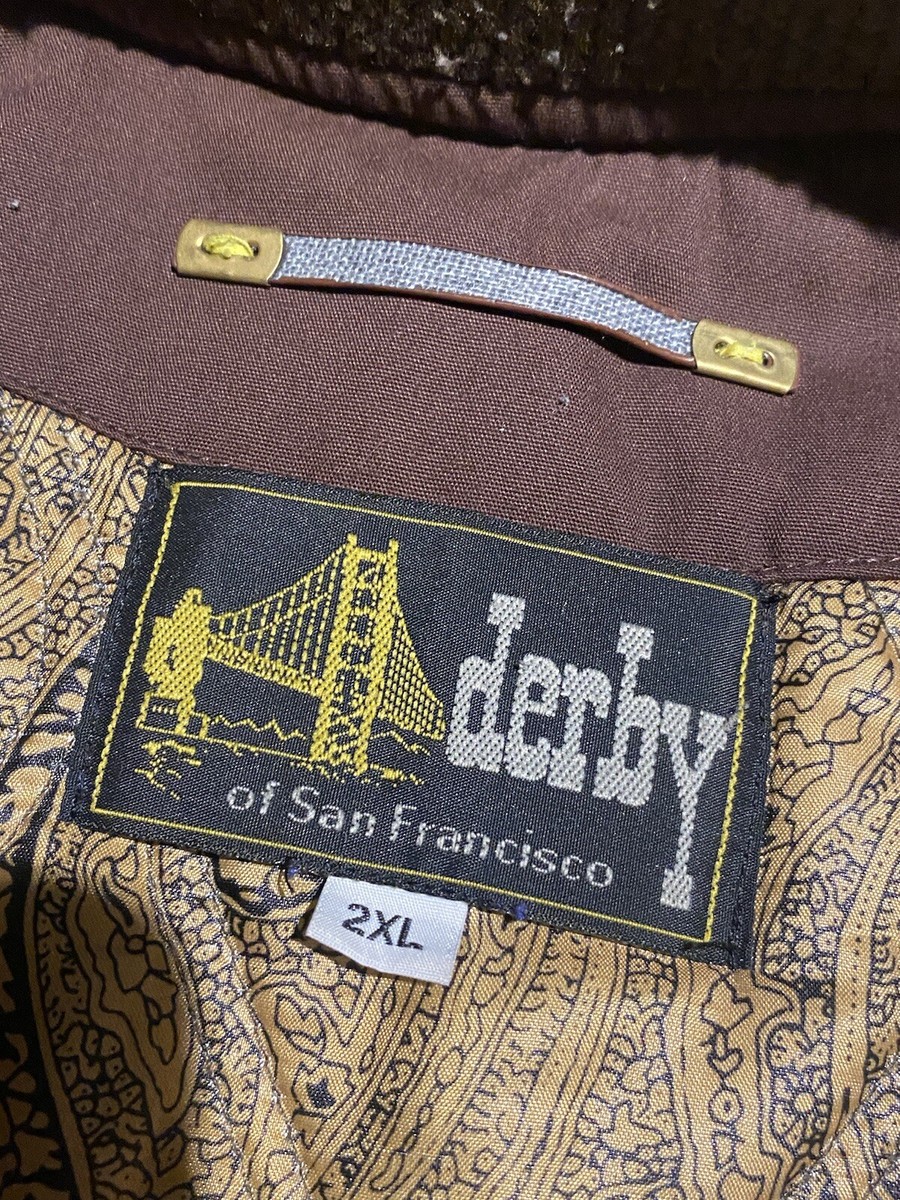 derby
of San Francisco
2XL